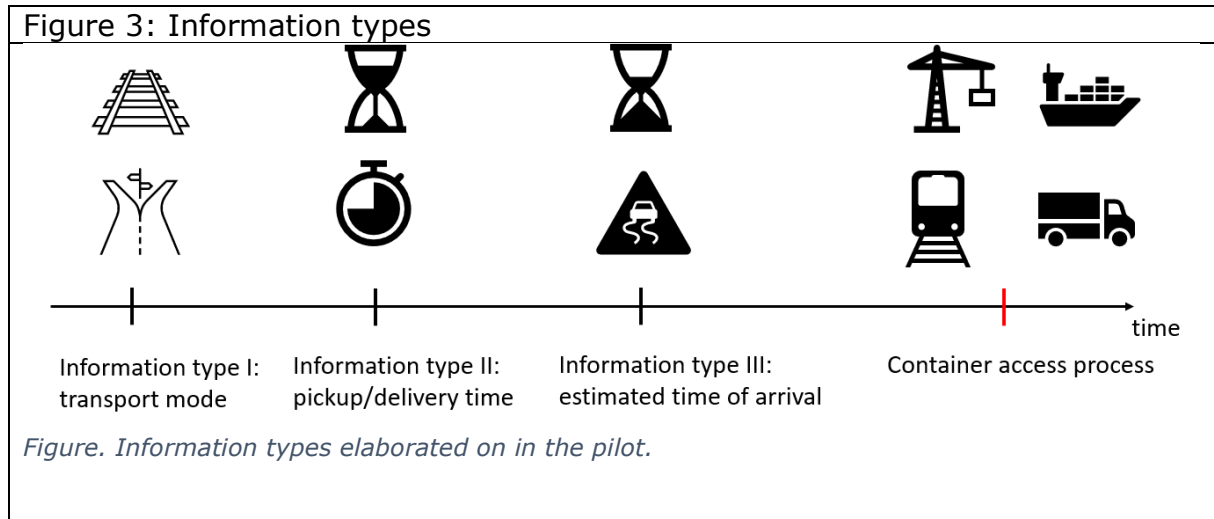 Figure 3: Information types
time
Information type I:
transport mode
Information type II:
pickup/delivery time
Information type III:
estimated time of arrival
Container access process
Figure. Information types elaborated on in the pilot.